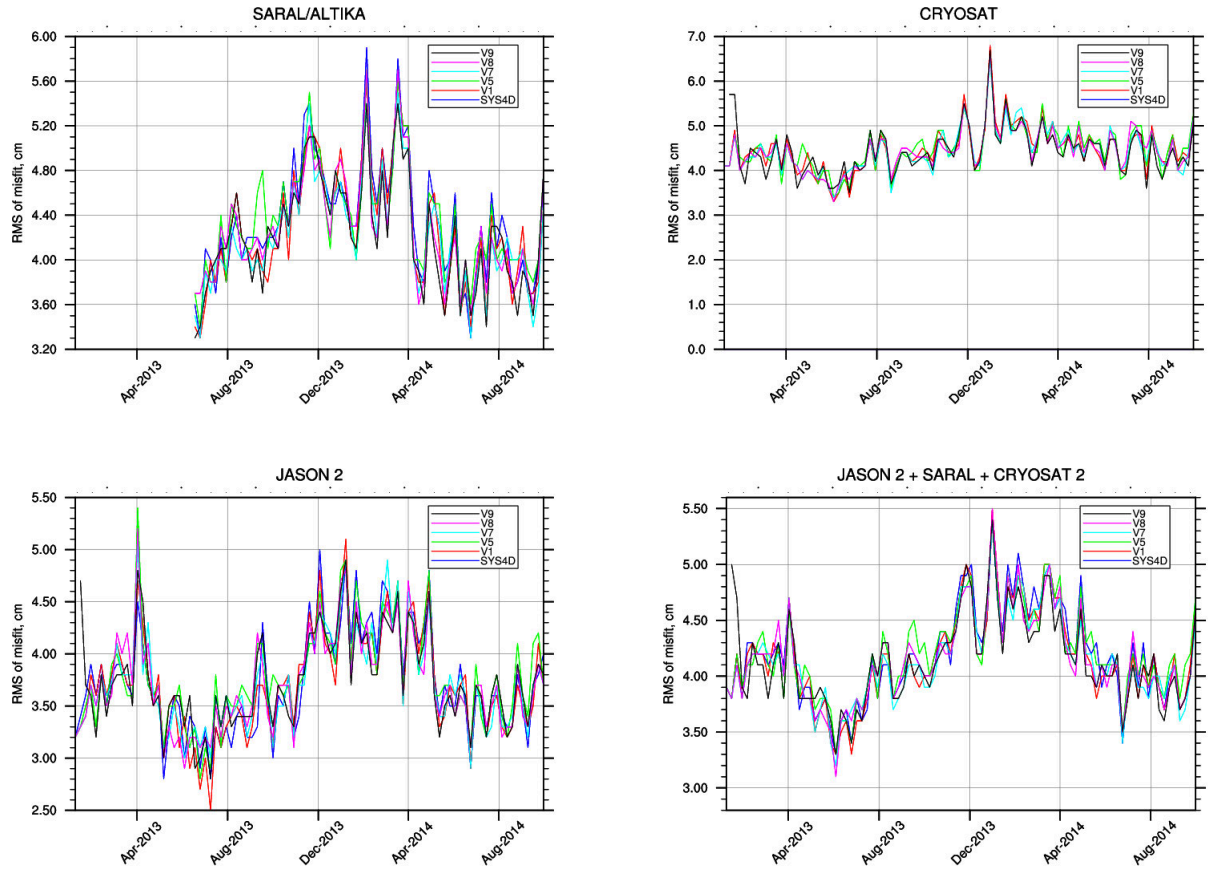 SARAL/ALTIKA
6.00
5.60
5.20
4.80
4.40
4.00
3.60
3.20
RMS of misfit, cm
V9
V8
V7
V5
V1
SYS4D
Apr-2013
Aug-2013
Dec-2013
Apr-2014
Aug-2014
CRYOSAT
7.0
6.0
5.0
4.0
3.0
2.0
1.0
0.0
RMS of misfit, cm
V9
V8
V7
V5
V1
SYS4D
Apr-2013
Aug-2013
Dec-2013
Apr-2014
Aug-2014
JASON 2
5.50
5.00
4.50
4.00
3.50
3.00
2.50
RMS of misfit, cm
V9
V8
V7
V5
V1
SYS4D
Apr-2013
Aug-2013
Dec-2013
Apr-2014
Aug-2014
JASON 2 + SARAL + CRYOSAT 2
5.50
5.00
4.50
4.00
3.50
3.00
RMS of misfit, cm
V9
V8
V7
V5
V1
SYS4D
Apr-2013
Aug-2013
Dec-2013
Apr-2014
Aug-2014